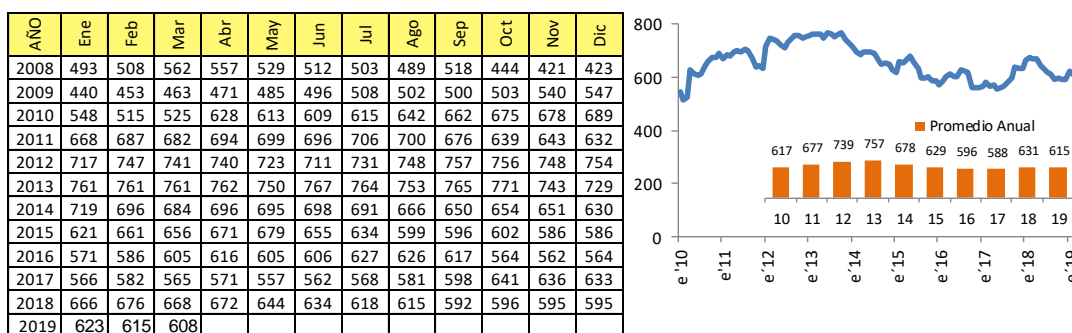 AÑO Ene Feb Mar Abr May Jun Jul Ago Sep Oct Nov Dic
2008 493 508 562 557 529 512 503 489 518 444 421 423
2009 440 453 463 471 485 496 508 502 500 503 540 547
2010 548 515 525 628 613 609 615 642 662 675 678 689
2011 668 687 682 694 699 696 706 700 676 639 643 632
2012 717 747 741 740 723 711 731 748 757 756 748 754
2013 761 761 761 762 750 767 764 753 765 771 743 729
2014 719 696 684 696 695 698 691 666 650 654 651 630
2015 621 661 656 671 679 655 634 599 596 602 586 586
2016 571 586 605 616 605 606 627 626 617 564 562 564
2017 566 582 565 571 557 562 568 581 598 641 636 633
2018 666 676 668 672 644 634 618 615 592 596 595 595
2019 623 615 608
800
600
400
200
0
Promedio Anual
617 677 739 757 678 629 596 588 631 615
10 11 12 13 14 15 16 17 18 19
e´10 e´11 e´12 e´13 e´14 e´15 e´16 e´17 e´18 e´19